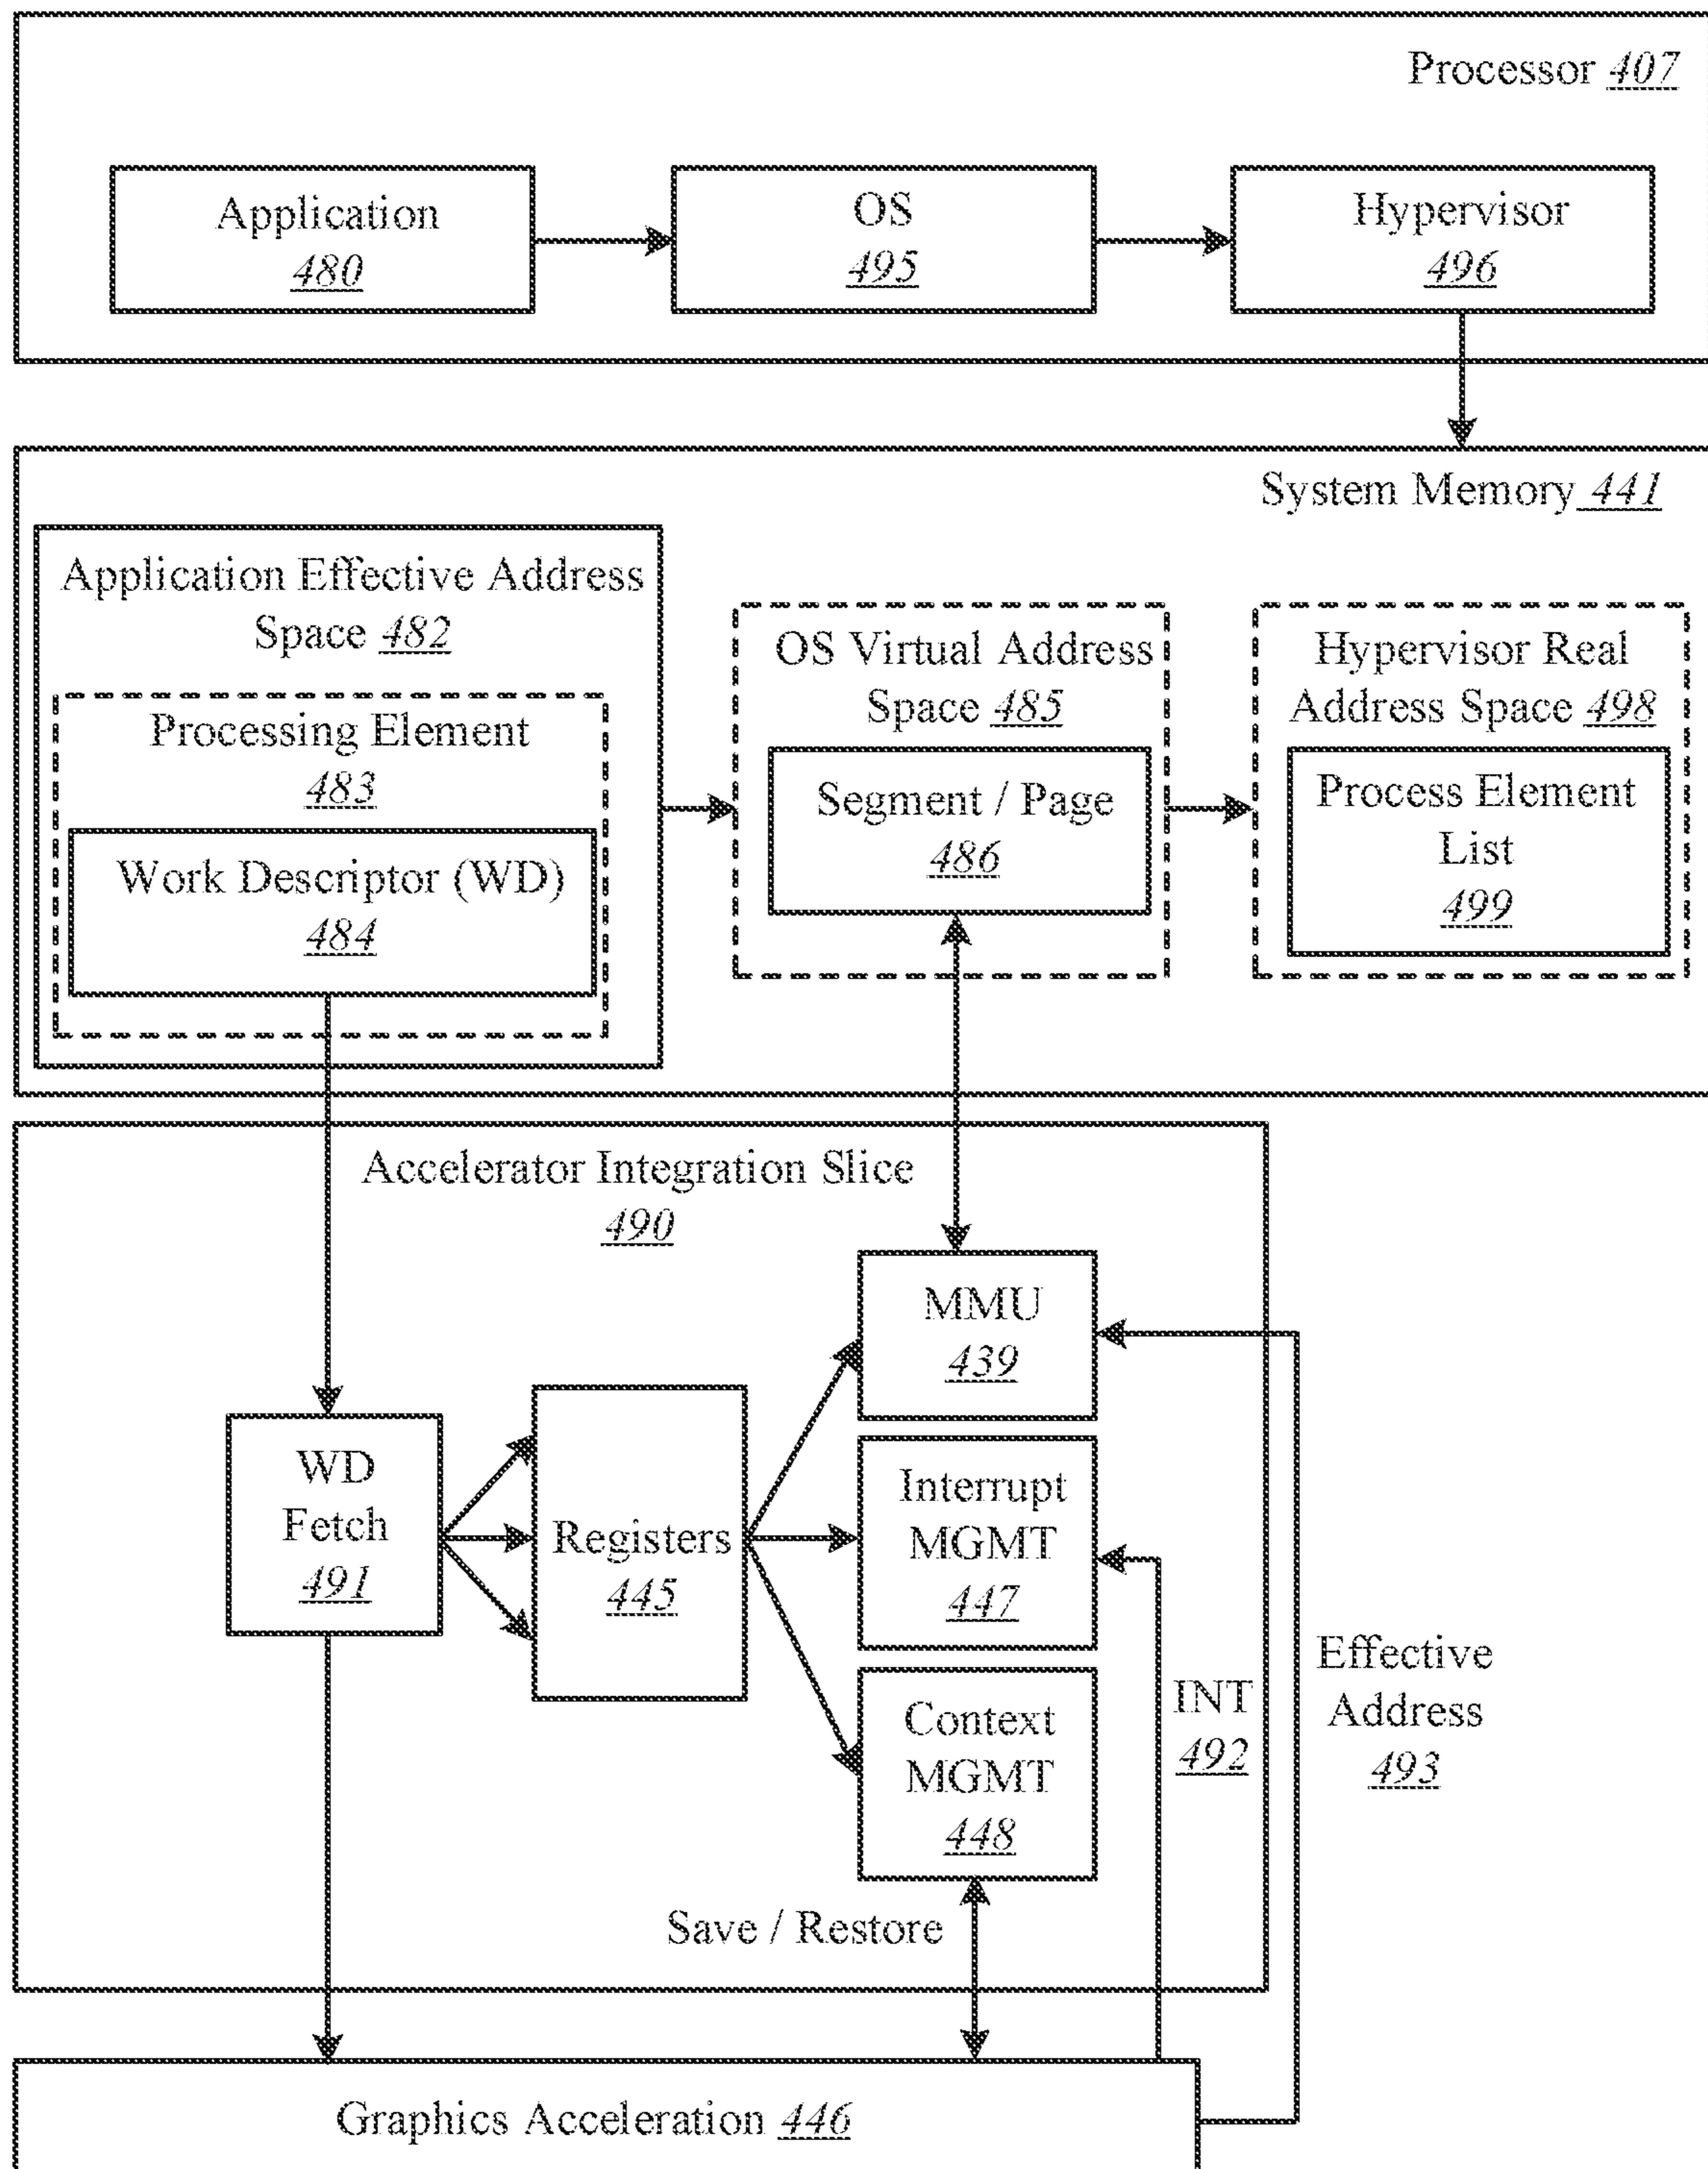 Processor 407
Application
480
OS
495
Hypervisor
496
System Memory 441
Application Effective Address
Space 482
Processing Element
483
Work Descriptor (WD)
484
OS Virtual Address
Space 485
Segment / Page
486
Hypervisor Real
Address Space 498
Process Element
List
499
Accelerator Integration Slice
490
MMU
439
WD
Fetch
491
Registers
445
Interrupt
MGMT
447
Context
MGMT
448
INT
492
Effective
Address
493
Save / Restore
Graphics Acceleration 446